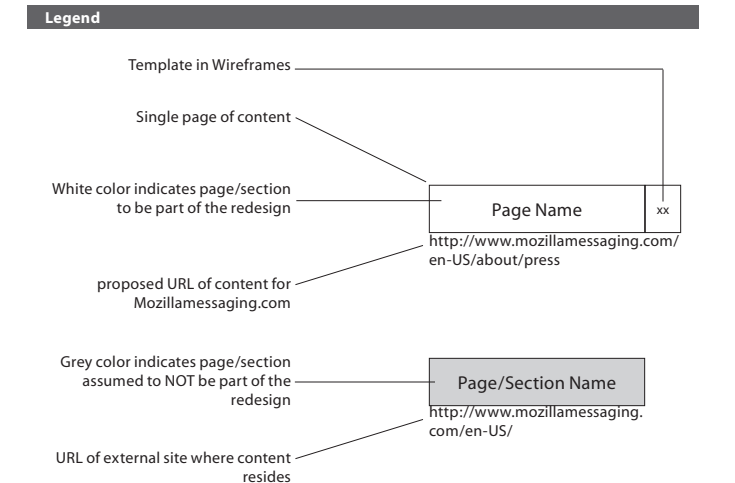 Legend
Template in Wireframes
Single page of content
White color indicates page/section
to be part of the redesign
Page Name
xx
http://www.mozillamessaging.com/
en-US/about/press
proposed URL of content for
Mozillamessaging.com
Grey color indicates page/section
assumed to NOT be part of the
redesign
Page/Section Name
http://www.mozillamessaging.
com/en-US/
URL of external site where content
resides